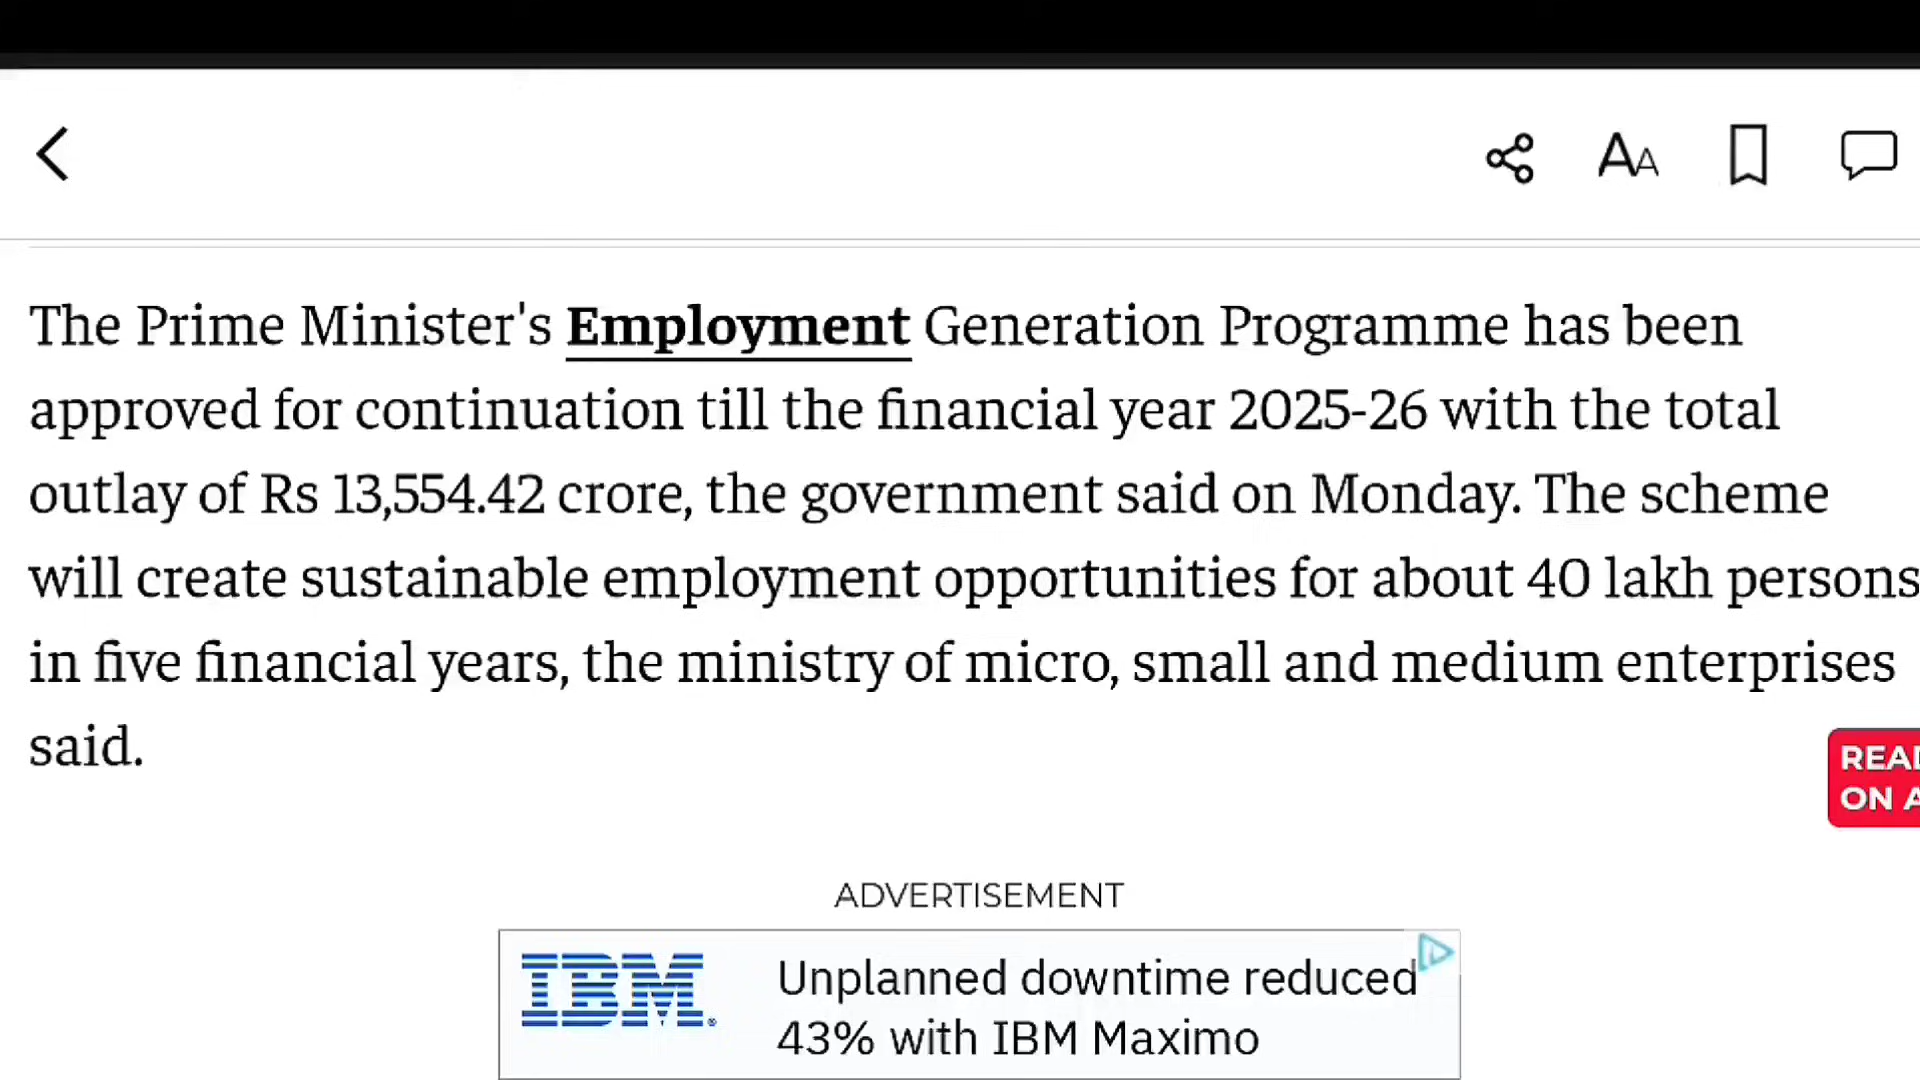 AA
The Prime Minister's Employment Generation Programme has been
approved for continuation till the financial year 2025-26 with the total
outlay of Rs 13,554.42 crore, the government said on Monday. The scheme
will create sustainable employment opportunities for about 40 lakh persons
in five financial years, the ministry of micro, small and medium enterprises
said.
READ
ON A
ADVERTISEMENT
IBM®
Unplanned downtime reduced
43% with IBM Maximo